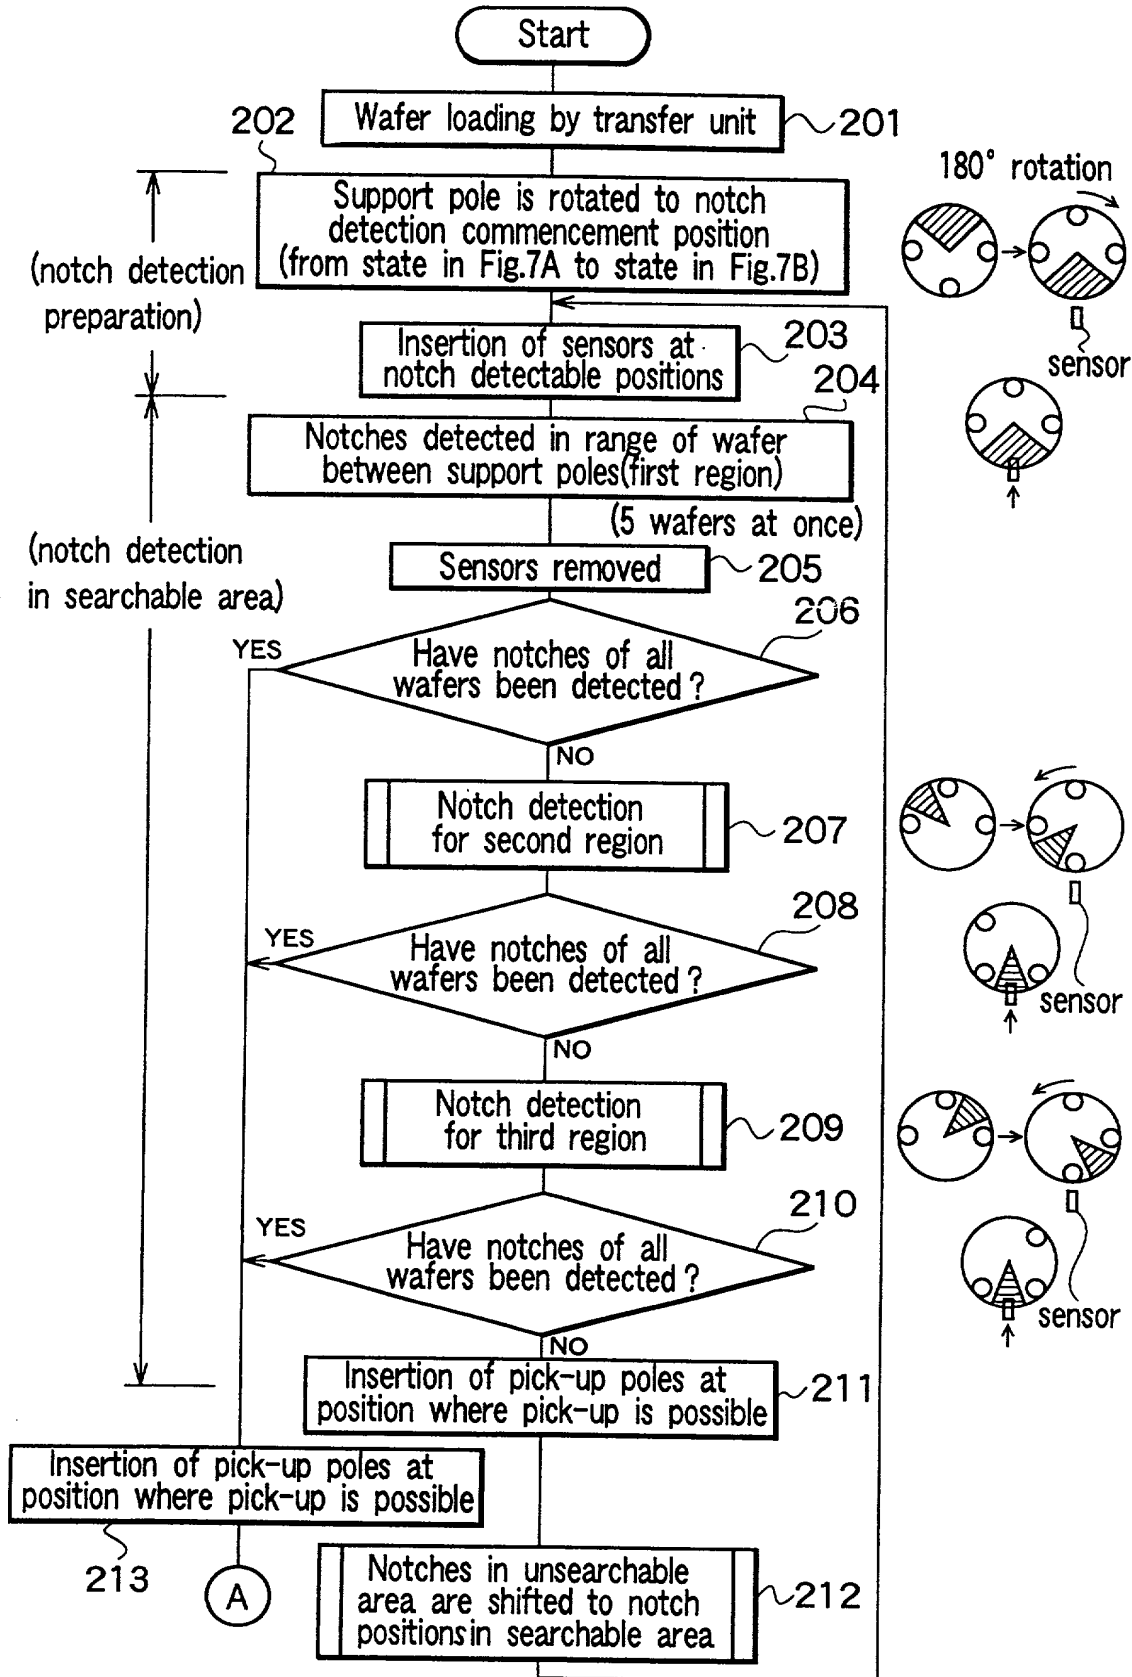 Start
Wafer loading by transfer unit
201
202
Support pole is rotated to notch
detection commencement position
(from state in Fig.7A to state in Fig.7B)
180° rotation
sensor
(notch detection
preparation)
Insertion of sensors at
notch detectable positions
203
204
Notches detected in range of wafer
between support poles(first region)
(5 wafers at once)
(notch detection
in searchable area)
Sensors removed
205
206
YES
Have notches of all
wafers been detected?
NO
Notch detection
for second region
207
208
YES
Have notches of all
wafers been detected?
NO
sensor
Notch detection
for third region
209
210
YES
Have notches of all
wafers been detected?
NO
sensor
Insertion of pick-up poles at
position where pick-up is possible
211
Insertion of pick-up poles at
position where pick-up is possible
213
A
Notches in unsearchable
area are shifted to notch
positions in searchable area
212